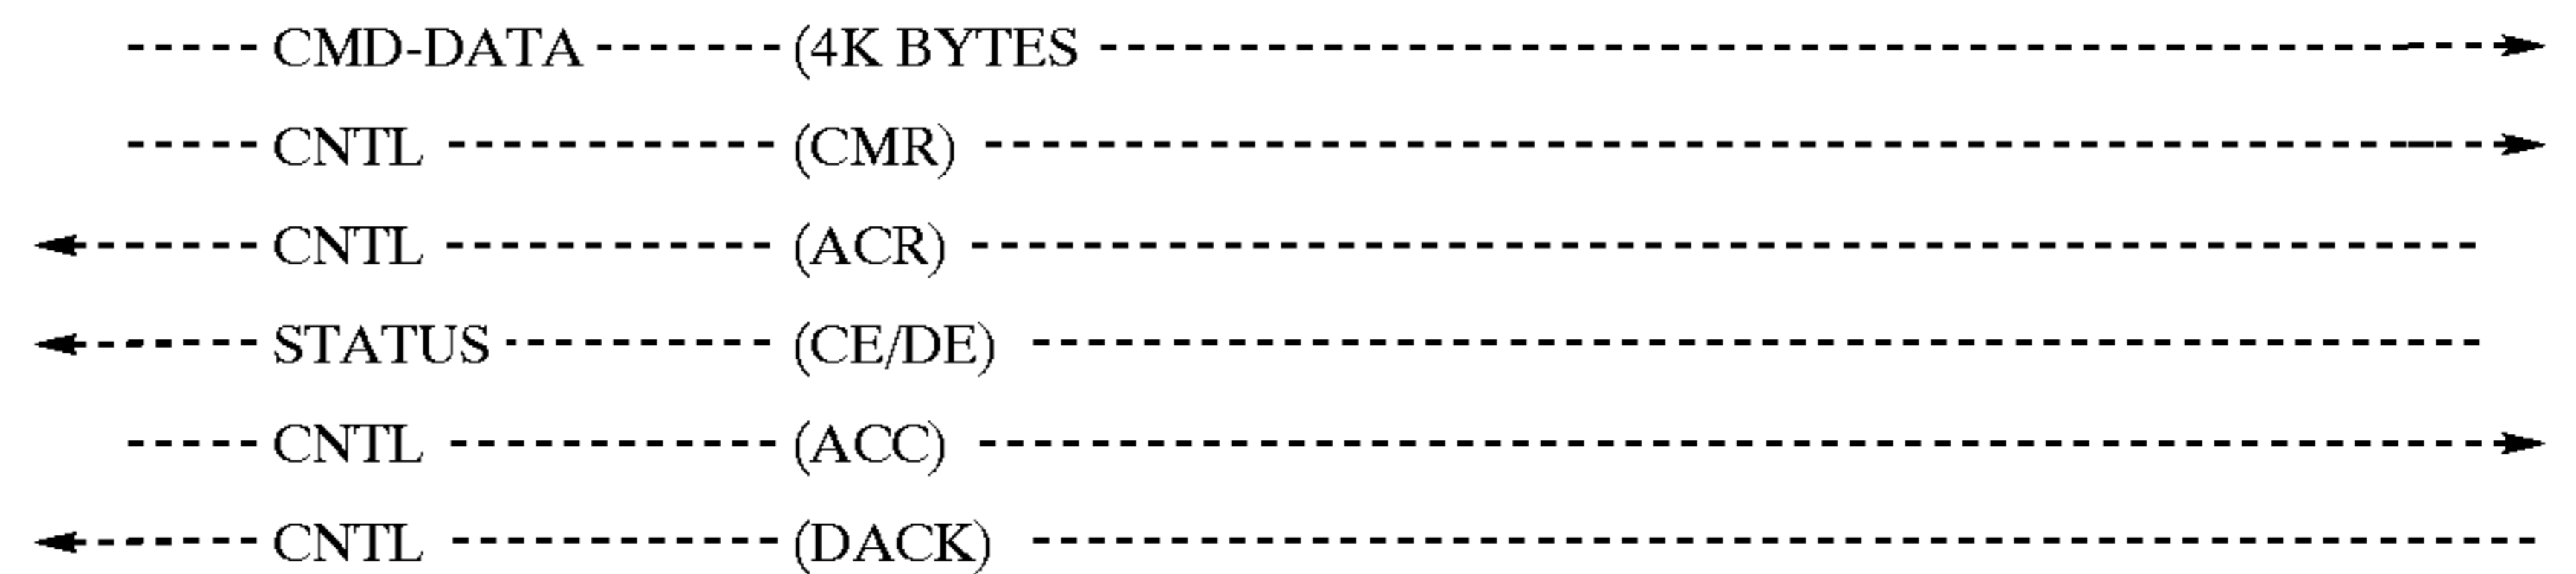 CMD-DATA (4K BYTES
CNTL (CMR)
CNTL (ACR)
STATUS (CE/DE)
CNTL (ACC)
CNTL (DACK)